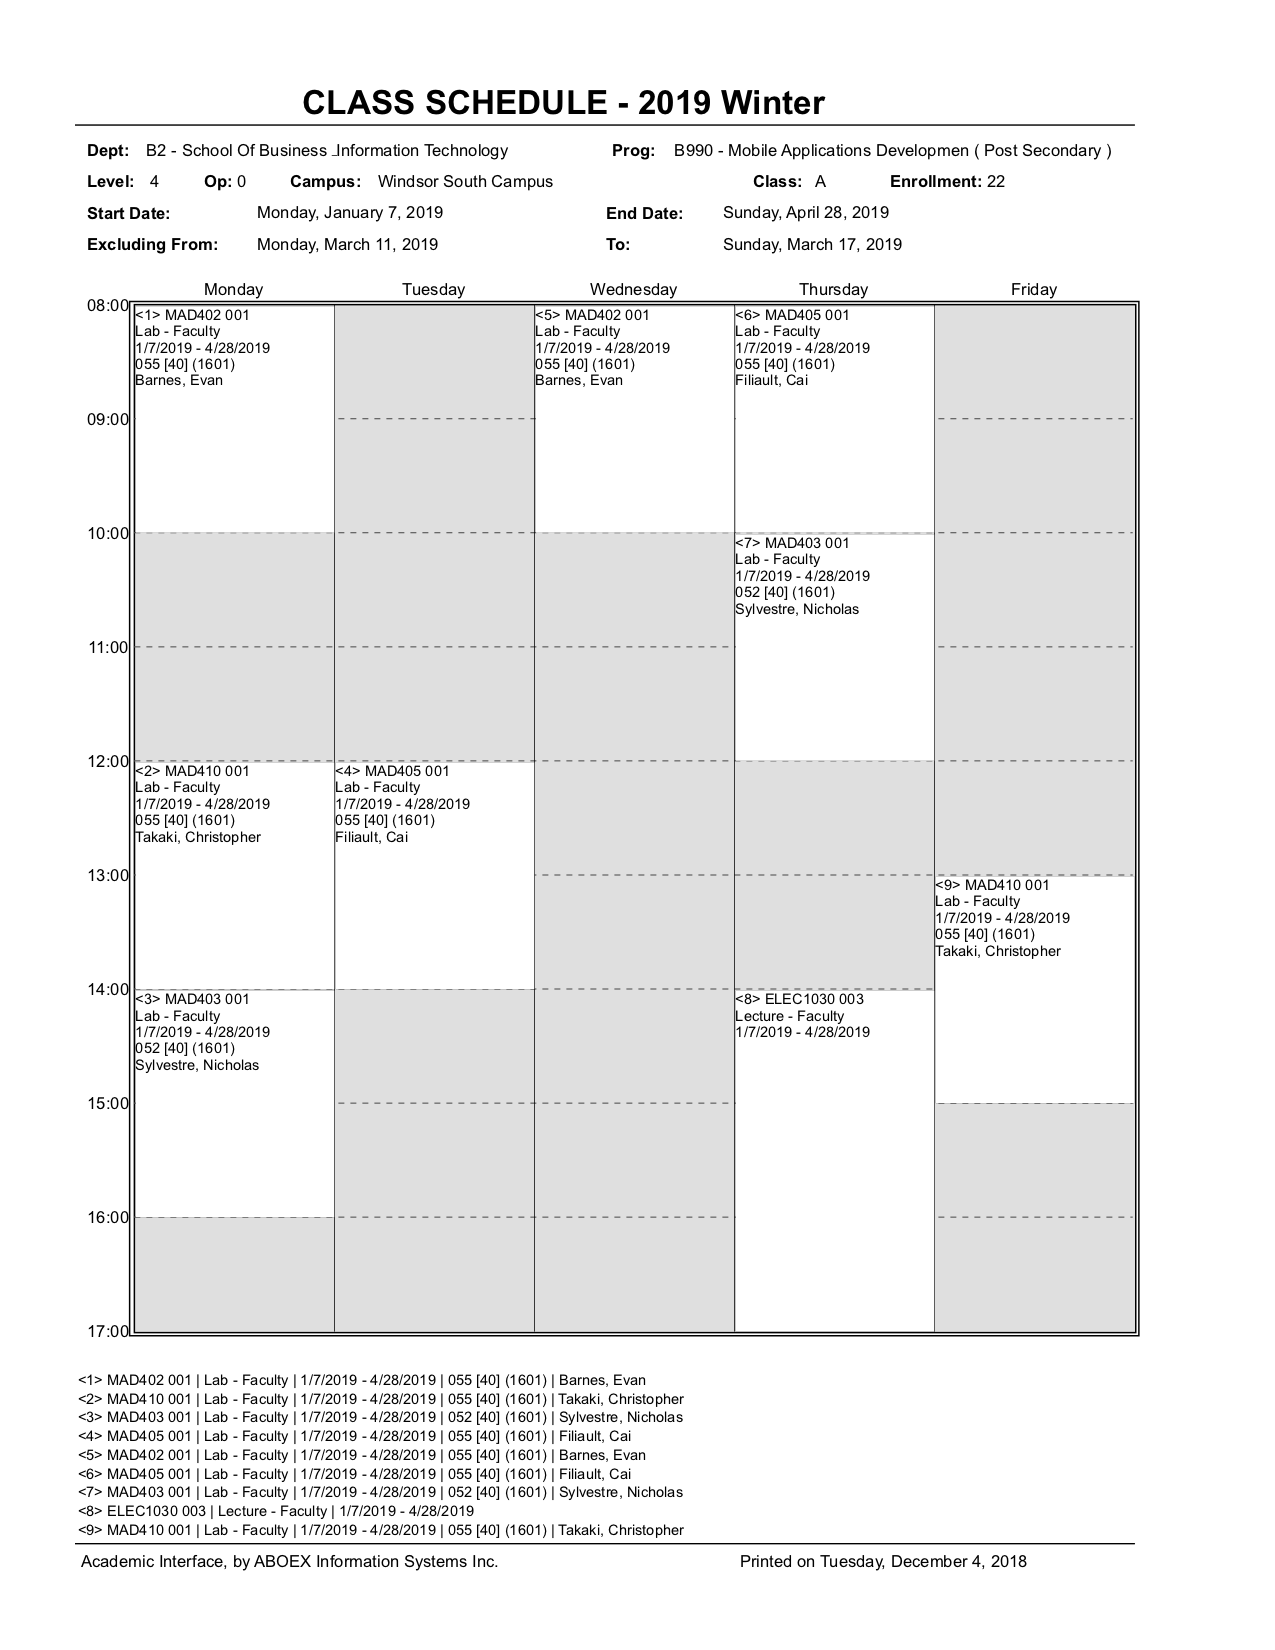 CLASS SCHEDULE - 2019 Winter
Dept: B2 - School Of Business _Information Technology Prog: B990 - Mobile Applications Developmen ( Post Secondary )
Level: 4 Op: 0 Campus: Windsor South Campus Class: A Enrollment: 22
Start Date: Monday, January 7, 2019 End Date: Sunday, April 28, 2019
Excluding From: Monday, March 11, 2019 To: Sunday, March 17, 2019
Monday Tuesday Wednesday Thursday Friday
08:00
<1> MAD402 001
Lab - Faculty
1/7/2019 - 4/28/2019
055 [40] (1601)
Barnes, Evan
<5> MAD402 001
Lab - Faculty
1/7/2019 - 4/28/2019
055 [40] (1601)
Barnes, Evan
<6> MAD405 001
Lab - Faculty
1/7/2019 - 4/28/2019
055 [40] (1601)
Filiault, Cai
09:00
10:00
<7> MAD403 001
Lab - Faculty
1/7/2019 - 4/28/2019
052 [40] (1601)
Sylvestre, Nicholas
11:00
12:00
<2> MAD410 001
Lab - Faculty
1/7/2019 - 4/28/2019
055 [40] (1601)
Takaki, Christopher
<4> MAD405 001
Lab - Faculty
1/7/2019 - 4/28/2019
055 [40] (1601)
Filiault, Cai
13:00
<9> MAD410 001
Lab - Faculty
1/7/2019 - 4/28/2019
055 [40] (1601)
Takaki, Christopher
14:00
<3> MAD403 001
Lab - Faculty
1/7/2019 - 4/28/2019
052 [40] (1601)
Sylvestre, Nicholas
<8> ELEC1030 003
Lecture - Faculty
1/7/2019 - 4/28/2019
15:00
16:00
17:00
<1> MAD402 001 | Lab - Faculty | 1/7/2019 - 4/28/2019 | 055 [40] (1601) | Barnes, Evan
<2> MAD410 001 | Lab - Faculty | 1/7/2019 - 4/28/2019 | 055 [40] (1601) | Takaki, Christopher
<3> MAD403 001 | Lab - Faculty | 1/7/2019 - 4/28/2019 | 052 [40] (1601) | Sylvestre, Nicholas
<4> MAD405 001 | Lab - Faculty | 1/7/2019 - 4/28/2019 | 055 [40] (1601) | Filiault, Cai
<5> MAD402 001 | Lab - Faculty | 1/7/2019 - 4/28/2019 | 055 [40] (1601) | Barnes, Evan
<6> MAD405 001 | Lab - Faculty | 1/7/2019 - 4/28/2019 | 055 [40] (1601) | Filiault, Cai
<7> MAD403 001 | Lab - Faculty | 1/7/2019 - 4/28/2019 | 052 [40] (1601) | Sylvestre, Nicholas
<8> ELEC1030 003 | Lecture - Faculty | 1/7/2019 - 4/28/2019
<9> MAD410 001 | Lab - Faculty | 1/7/2019 - 4/28/2019 | 055 [40] (1601) | Takaki, Christopher
Academic Interface, by ABOEX Information Systems Inc. Printed on Tuesday, December 4, 2018